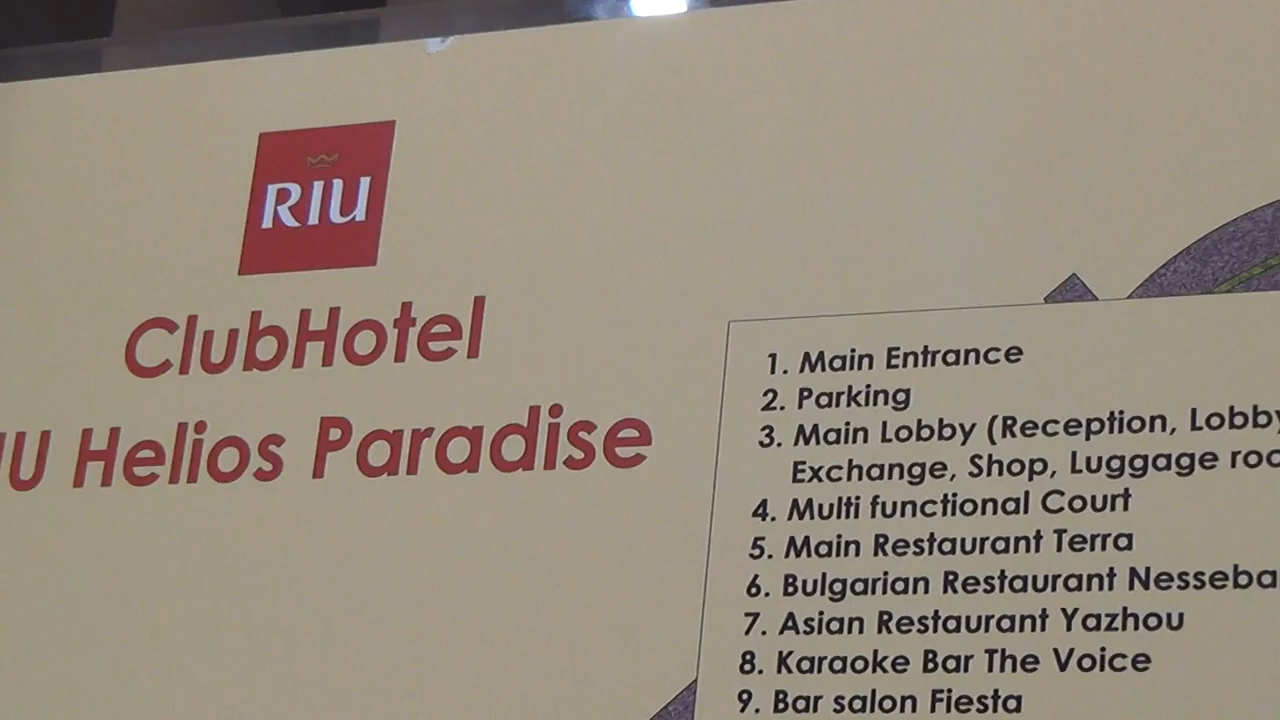 RIU
ClubHotel
Helios Paradise
1. Main Entrance
2. Parking
3. Main Lobby (Reception, Lobby
Exchange, Shop, Luggage
4. Multi functional Court
5. Main Restaurant Terra
6. Bulgarian Restaurant
7. Asian Restaurant Yazhou
8. Karaoke Bar The Voice
9. Bar salon Fiesta